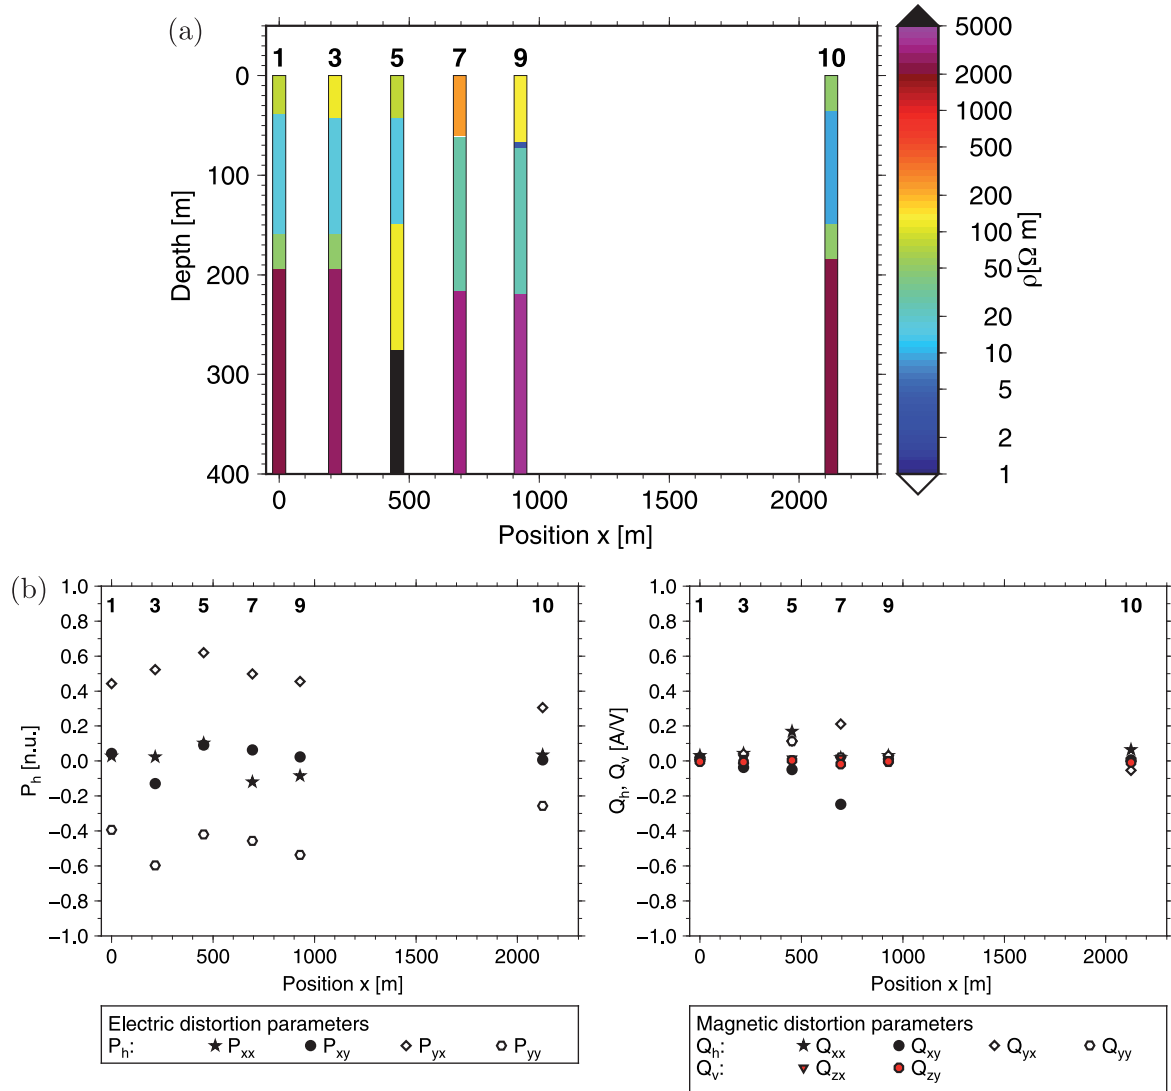 (a)
1 3 5 7 9 10
0
100
200
300
400
Depth [m]
0 500 1000 1500 2000
Position x [m]
5000
2000
1000
500
200
100
50
20
10
5
2
1
ρ[Ω m]
(b)
1 3 5 7 9 10
1.0
0.8
0.6
0.4
0.2
0.0
−0.2
−0.4
−0.6
−0.8
−1.0
P_h [n.u.]
0 500 1000 1500 2000
Position x [m]
Electric distortion parameters
P_h: P_xx P_xy P_yx P_yy
1 3 5 7 9 10
1.0
0.8
0.6
0.4
0.2
0.0
−0.2
−0.4
−0.6
−0.8
−1.0
Q_h, Q_v [A/V]
0 500 1000 1500 2000
Position x [m]
Magnetic distortion parameters
Q_h: Q_xx Q_xy Q_yx Q_yy
Q_v: Q_zx Q_zy